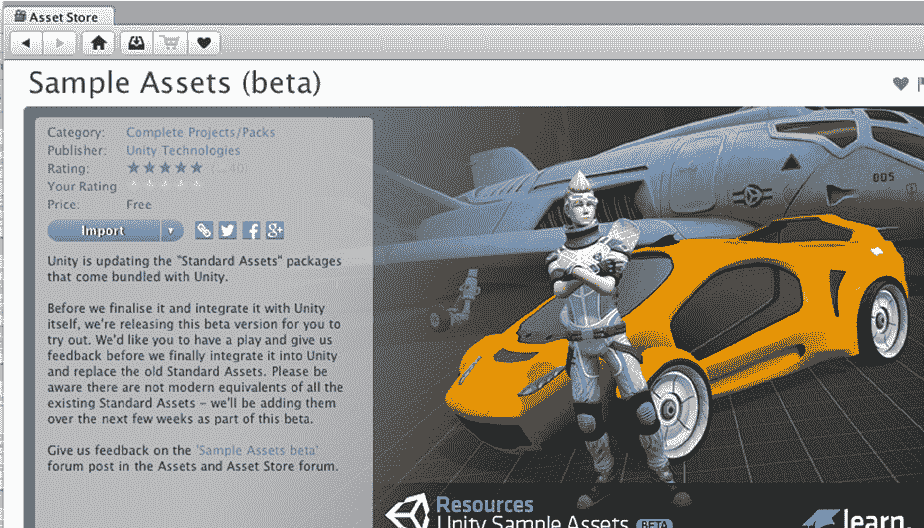 Asset Store
Sample Assets (beta)
Category: Complete Projects/Packs
Publisher: Unity Technologies
Rating:
Your Rating
Price: Free
Import
Unity is updating the "Standard Assets" packages
that come bundled with Unity.
Before we finalise it and integrate it with Unity
itself, we're releasing this beta version for you to
try out. We'd like you to have a play and give us
feedback before we finally integrate it into Unity
and replace the old Standard Assets. Please be
aware there are not modern equivalents of all the
existing Standard Assets – we'll be adding them
over the next few weeks as part of this beta.
Give us feedback on the 'Sample Assets beta'
forum post in the Assets and Asset Store forum.
005
Resources
Unity Sample Assets BETA
learn